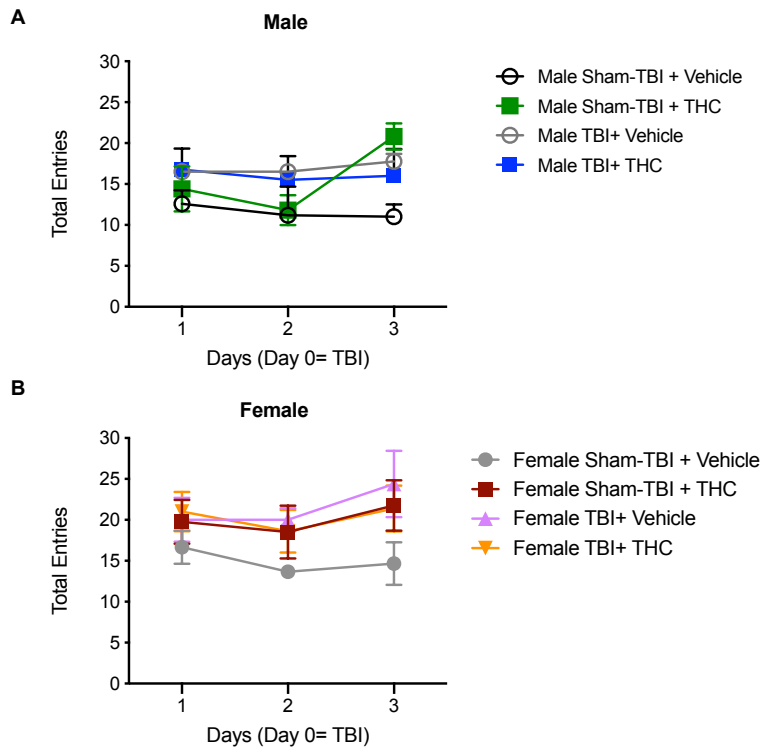 A
Male
30
25
20
15
10
5
0
Total Entries
1 2 3
Days (Day 0= TBI)
Male Sham-TBI + Vehicle
Male Sham-TBI + THC
Male TBI+ Vehicle
Male TBI+ THC
B
Female
30
25
20
15
10
5
0
Total Entries
1 2 3
Days (Day 0= TBI)
Female Sham-TBI + Vehicle
Female Sham-TBI + THC
Female TBI+ Vehicle
Female TBI+ THC